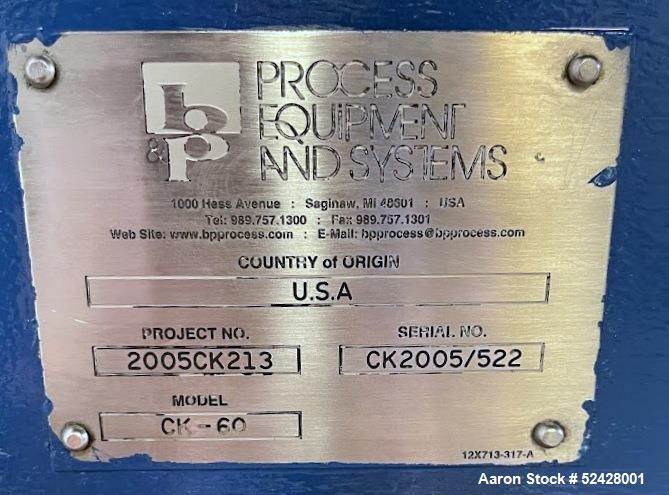 b
&p
PROCESS
EQUIPMENT
AND SYSTEMS
1000 Hess Avenue : Saginaw, MI 48601 : USA
Tel: 989.757.1300 : Fax 989.757.1301
Web Site: www.bpprocess.com : E-Mail: bpprocess@bpprocess.com
COUNTRY of ORIGIN
U.S.A
PROJECT NO.
2005CK213
SERIAL NO.
CK2005/522
MODEL
CK-60
12X713-317-A
Aaron Stock # 52428001